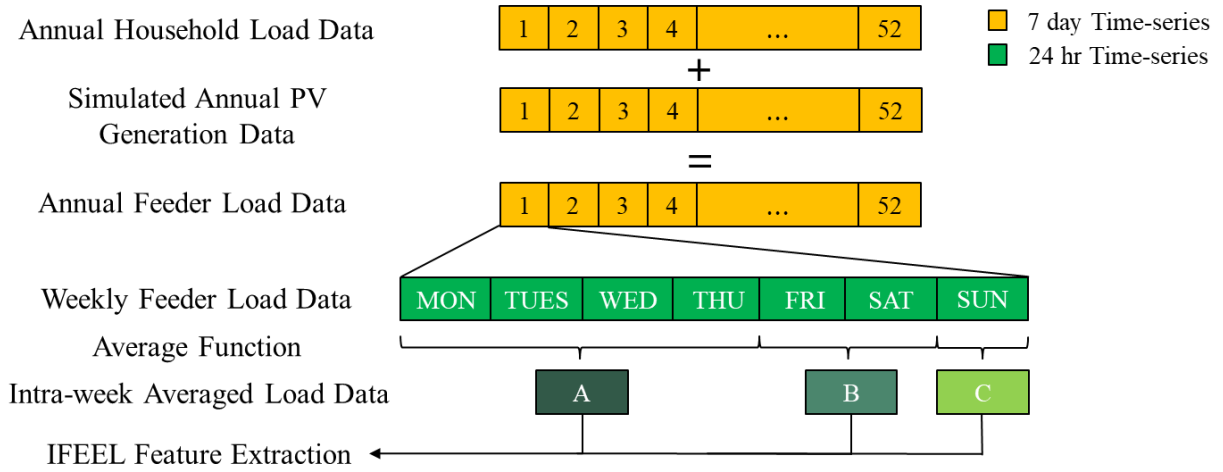 Annual Household Load Data
1 2 3 4 ... 52
7 day Time-series
24 hr Time-series
+
Simulated Annual PV
Generation Data
1 2 3 4 ... 52
=
Annual Feeder Load Data
1 2 3 4 ... 52
Weekly Feeder Load Data
MON TUES WED THU FRI SAT SUN
Average Function
Intra-week Averaged Load Data
A B C
IFEEL Feature Extraction